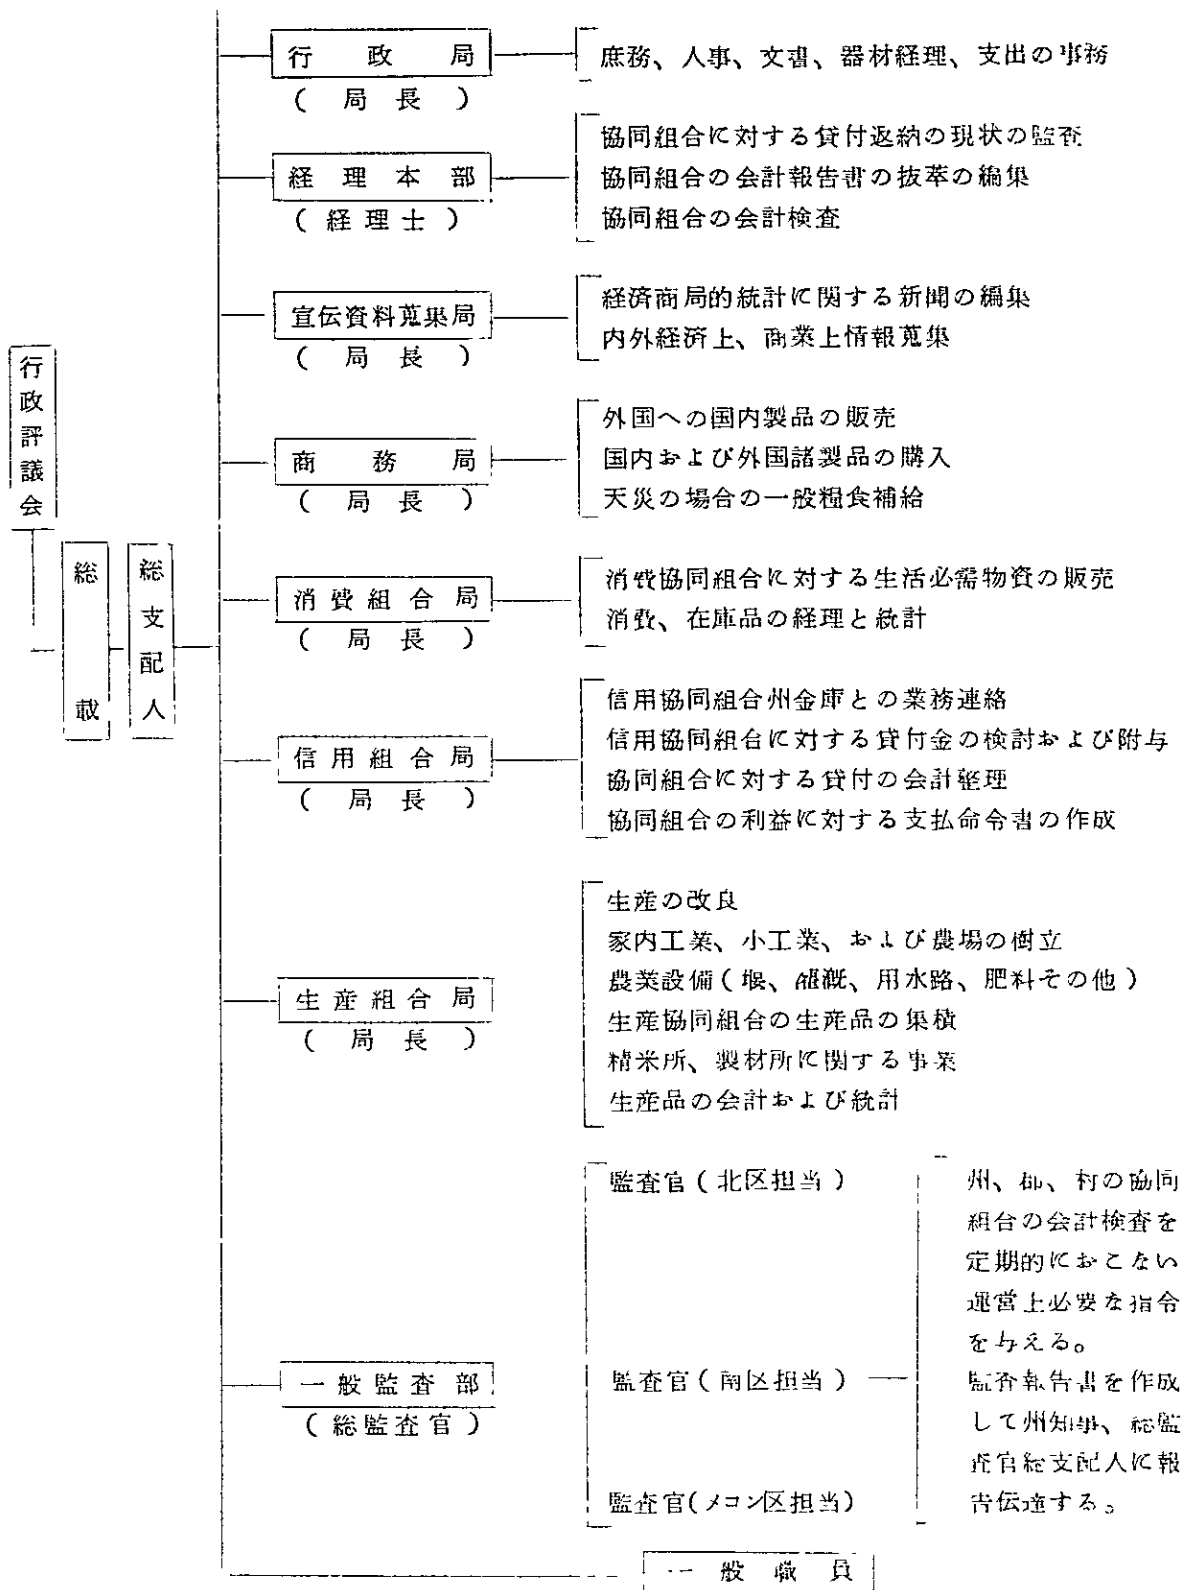 行政局
(局長)
庶務、人事、文書、器材経理、支出の事務
経理本部
(経理士)
協同組合に対する貸付返納の現状の監査
協同組合の会計報告書の抜萃の編集
協同組合の会計検査
宣伝資料蒐集局
(局長)
経済商局的統計に関する新聞の編集
内外経済上、商業上情報蒐集
行政評議会
総載
総支配人
商務局
(局長)
外国への国内製品の販売
国内および外国諸製品の購入
天災の場合の一般糧食補給
消費組合局
(局長)
消費協同組合に対する生活必需物資の販売
消費、在庫品の経理と統計
信用組合局
(局長)
信用協同組合州金庫との業務連絡
信用協同組合に対する貸付金の検討および附与
協同組合に対する貸付の会計整理
協同組合の利益に対する支払命令書の作成
生産組合局
(局長)
生産の改良
家内工業、小工業、および農場の樹立
農業設備(堰、灌漑、用水路、肥料その他)
生産協同組合の生産品の集積
精米所、製材所に関する事業
生産品の会計および統計
一般監査部
(総監査官)
監査官(北区担当)
監査官(南区担当)
監査官(メコン区担当)
州、郡、村の協同
組合の会計検査を
定期的におこない
運営上必要な指令
を与える。
監査報告書を作成
して州知事、総監
査官総支配人に報
告伝達する。
一般職員